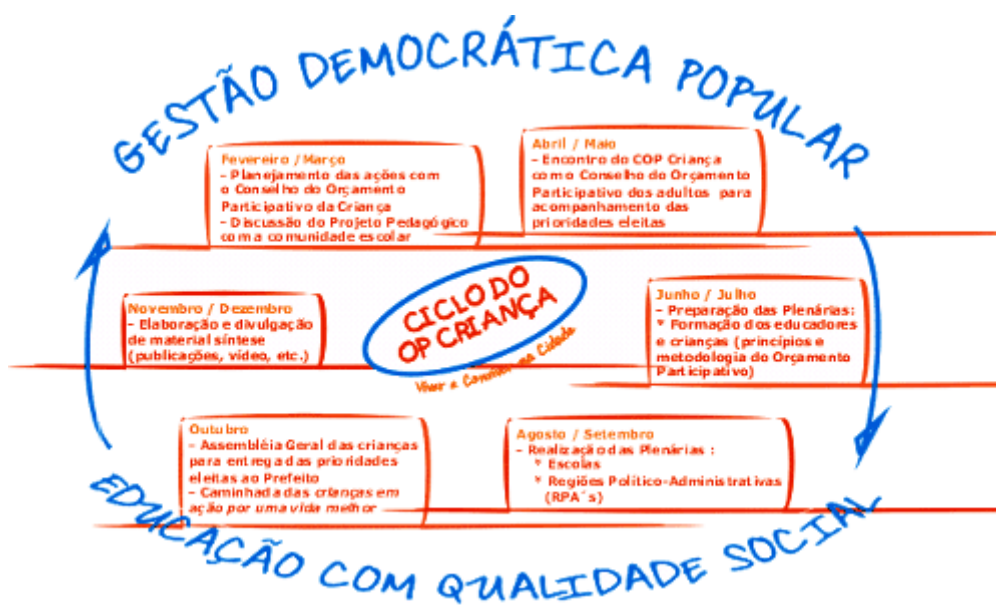 GESTÃO DEMOCRÁTICA POPULAR
Fevereiro / Março
- Planejamento das ações com
o Conselho do Orçamento
Participativo da Criança
- Discussão do Projeto Pedagógico
com a comunidade escolar
Abril / Maio
- Encontro do COP Criança
com o Conselho do Orçamento
Participativo dos adultos para
acompanhamento das
prioridades eleitas
Novembro / Dezembro
- Elaboração e divulgação
de material síntese
(publicações, vídeo, etc.)
CICLO DO
OP CRIANÇA
Viver e Conviver na Cidade
Junho / Julho
- Preparação das Plenárias:
* Formação dos educadores
e crianças (princípios e
metodologia do Orçamento
Participativo)
Outubro
- Assembléia Geral das crianças
para entrega das prioridades
eleitas ao Prefeito
- Caminhada das crianças em
ação por uma vida melhor
Agosto / Setembro
- Realização das Plenárias :
* Escolas
* Regiões Político-Administrativas
(RPA´s)
EDUCAÇÃO COM QUALIDADE SOCIAL